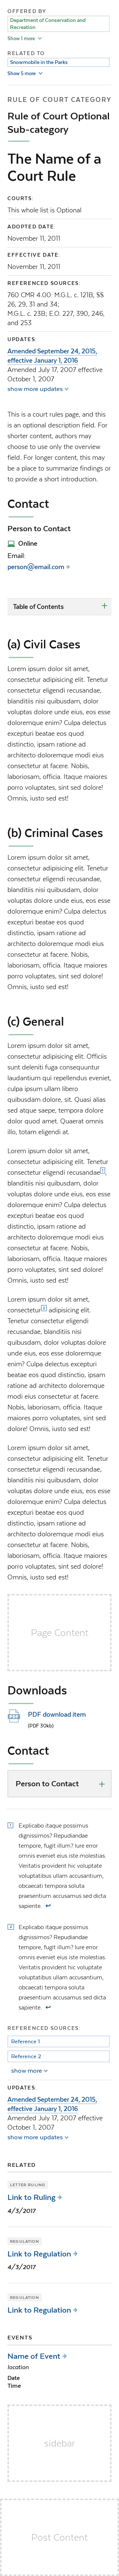 OFFERED BY
Department of Conservation and
Recreation
Show 1 more
RELATED TO
Snowmobile in the Parks
Show 5 more
RULE OF COURT CATEGORY
Rule of Court Optional
Sub-category
The Name of a
Court Rule
COURTS:
This whole list is Optional
ADOPTED DATE:
November 11, 2011
EFFECTIVE DATE:
November 11, 2011
REFERENCED SOURCES:
760 CMR 4.00: M.G.L. c. 121B, §§
26, 29, 31 and 34;
M.G.L. c. 23B; E.O. 227, 390, 246,
and 253
UPDATES:
Amended September 24, 2015,
effective January 1, 2016
Amended July 17, 2007 effective
October 1, 2007
show more updates
This is a court rules page, and this
is just the overview field. For
shorter content, authors may
choose to use only the overview
field. For longer content, this view
is to summarize the findings or
to provide a short introduction.
Contact
Person to Contact
Online
Email:
person@email.com
Table of Contents
(a) Civil Cases
Lorem ipsum dolor sit amet,
consectetur adipisicing elit. Tenetur
consectetur eligendi recusandae,
blanditiis nisi quibusdam, dolor
voluptates dolore unde eius, eos esse
doloremque enim? Culpa delectus
excepturi beatae eos quod
distinctio, ipsam ratione ad
architecto doloremque modi eius
consectetur at facere. Nobis,
laboriosam, officia. Itaque maiores
porro voluptates, sint sed dolore!
Omnis, iusto sed est!
(b) Criminal Cases
Lorem ipsum dolor sit amet,
consectetur adipisicing elit. Tenetur
consectetur eligendi recusandae,
blanditiis nisi quibusdam, dolor
voluptates dolore unde eius, eos esse
doloremque enim? Culpa delectus
excepturi beatae eos quod
distinctio, ipsam ratione ad
architecto doloremque modi eius
consectetur at facere. Nobis,
laboriosam, officia. Itaque maiores
porro voluptates, sint sed dolore!
Omnis, iusto sed est!
(c) General
Lorem ipsum dolor sit amet,
consectetur adipisicing elit. Officiis
sunt deleniti fuga consequuntur
laudantium qui repellendus eveniet,
culpa ipsum ullam libero
quibusdam dolore, sit. Quasi alias
sed atque saepe, tempora dolore
dolor quod amet. Quaerat omnis
illo, totam eligendi at.
Lorem ipsum dolor sit amet,
consectetur adipisicing elit. Tenetur
consectetur eligendi recusan 1,
blanditiis nisi quibusdam, dolor
voluptates dolore unde eius, eos esse
doloremque enim? Culpa delectus
excepturi beatae eos quod
distinctio, ipsam ratione ad
architecto doloremque modi eius
consectetur at facere. Nobis,
laboriosam, officia. Itaque maiores
porro voluptates, sint sed dolore!
Omnis, iusto sed est!
Lorem ipsum dolor sit amet,
consectetur 2 adipisicing elit.
Tenetur consectetur eligendi
recusandae, blanditiis nisi
quibusdam, dolor voluptates dolore
unde eius, eos esse doloremque
enim? Culpa delectus excepturi
beatae eos quod distinctio, ipsam
ratione ad architecto doloremque
modi eius consectetur at facere.
Nobis, laboriosam, officia. Itaque
maiores porro voluptates, sint sed
dolore! Omnis, iusto sed est!
Lorem ipsum dolor sit amet,
consectetur adipisicing elit. Tenetur
consectetur eligendi recusandae,
blanditiis nisi quibusdam, dolor
voluptates dolore unde eius, eos esse
doloremque enim? Culpa delectus
excepturi beatae eos quod
distinctio, ipsam ratione ad
architecto doloremque modi eius
consectetur at facere. Nobis,
laboriosam, officia. Itaque maiores
porro voluptates, sint sed dolore!
Omnis, iusto sed est!
Page Content
Downloads
PDF download item
(PDF 30kb)
Contact
Person to Contact
1 Explicabo itaque possimus
dignissimos? Repudiandae
tempore, fugit illum? Iure error
omnis eveniet eius iste molestias.
Veritatis provident hic voluptate
voluptatibus ullam accusantium,
obcaecati tempora soluta
praesentium accusamus sed dicta
sapiente. ↩
2 Explicabo itaque possimus
dignissimos? Repudiandae
tempore, fugit illum? Iure error
omnis eveniet eius iste molestias.
Veritatis provident hic voluptate
voluptatibus ullam accusantium,
obcaecati tempora soluta
praesentium accusamus sed dicta
sapiente. ↩
REFERENCED SOURCES:
Reference 1
Reference 2
show more
UPDATES:
Amended September 24, 2015,
effective January 1, 2016
Amended July 17, 2007 effective
October 1, 2007
show more updates
RELATED
LETTER RULING
Link to Ruling
4/3/2017
REGULATION
Link to Regulation
4/3/2017
REGULATION
Link to Regulation
EVENTS
Name of Event
location
Date
Time
sidebar
Post Content